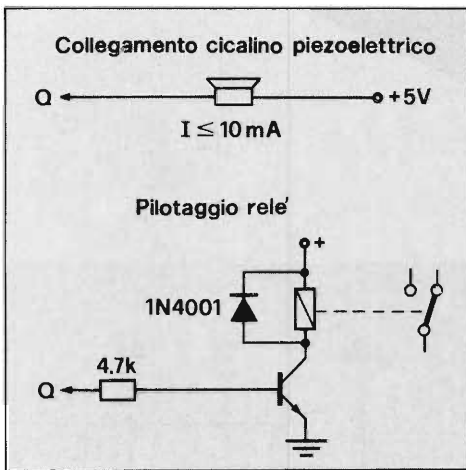 Collegamento cicalino piezoelettrico
Q
+5V
I ≤ 10 mA
Pilotaggio rele'
+
1N4001
4.7k
Q